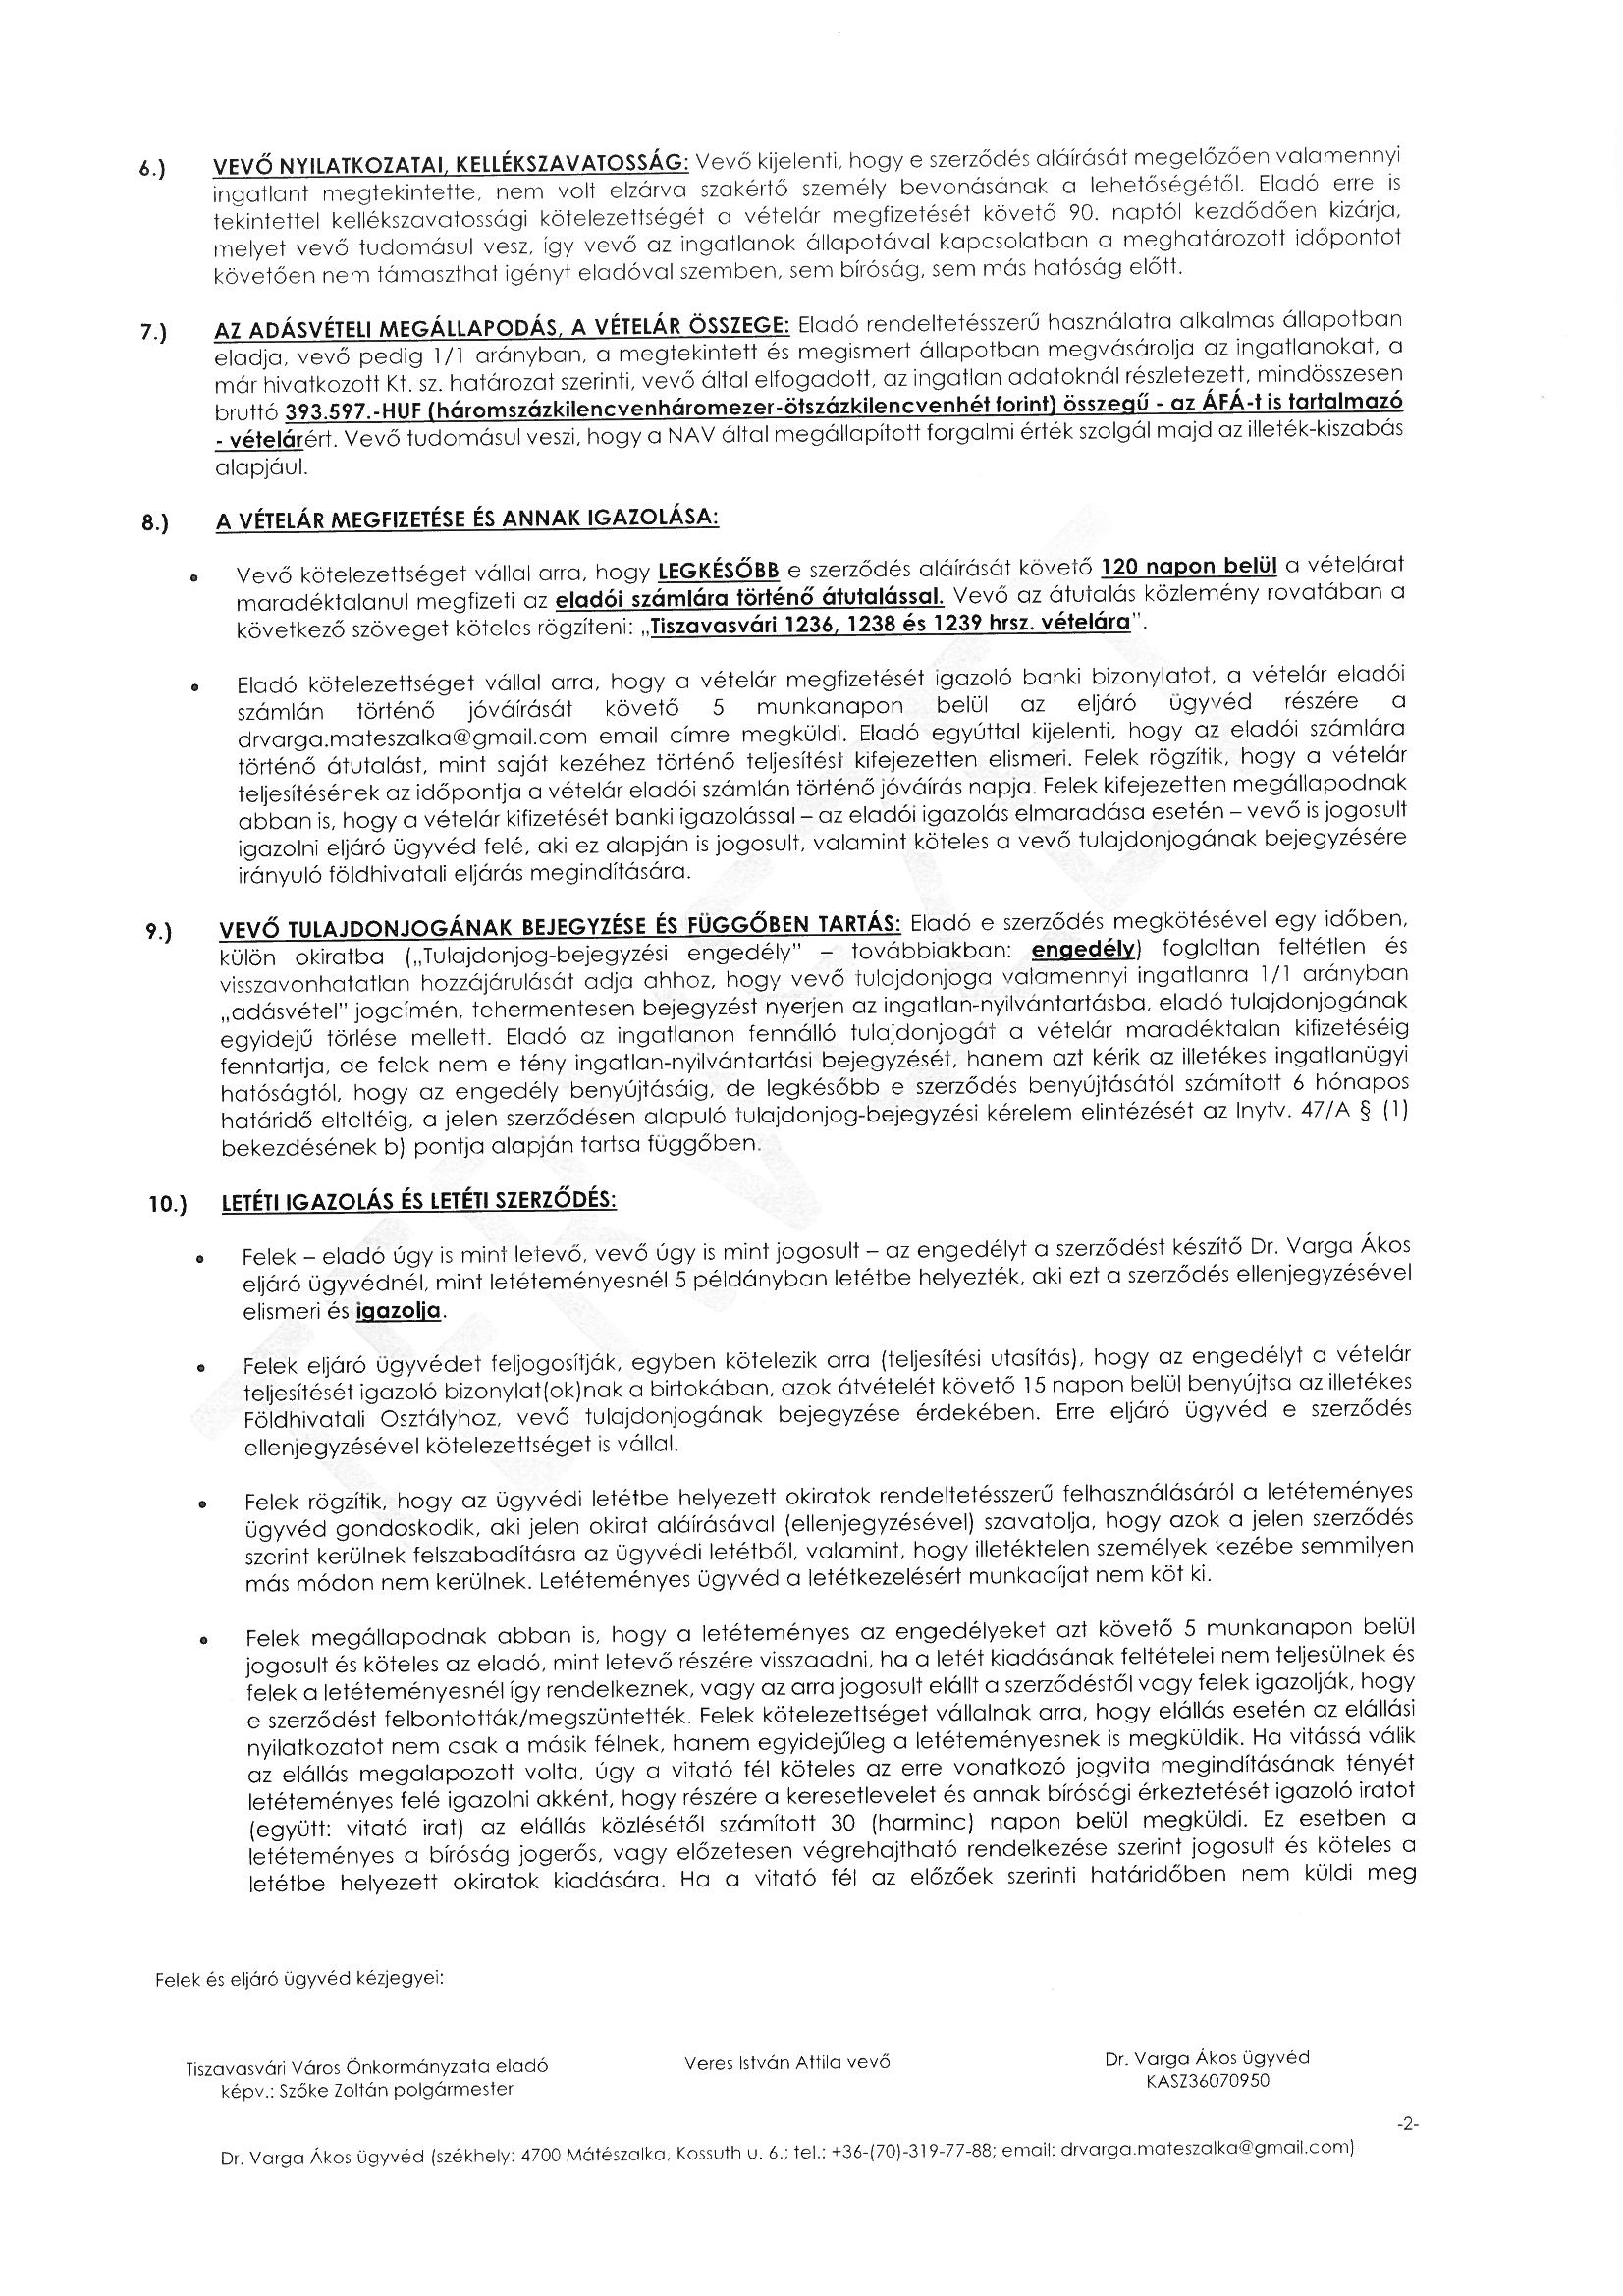 6.) VEVŐ NYILATKOZATAI, KELLÉKSZAVATOSSÁG: Vevő kijelenti, hogy e szerződés aláírását megelőzően valamennyi
ingatlant megtekintette, nem volt elzárva szakértő személy bevonásának a lehetőségétől. Eladó erre is
tekintettel kellékszavatossági kötelezettségét a vételár megfizetését követő 90. naptól kezdődően kizárja,
melyet vevő tudomásul vesz, így vevő az ingatlanok állapotával kapcsolatban a meghatározott időpontot
követően nem támaszthat igényt eladóval szemben, sem bíróság, sem más hatóság előtt.
7.) AZ ADÁSVÉTELI MEGÁLLAPODÁS, A VÉTELÁR ÖSSZEGE: Eladó rendeltetésszerű használatra alkalmas állapotban
eladja, vevő pedig 1/1 arányban, a megtekintett és megismert állapotban megvásárolja az ingatlanokat, a
már hivatkozott Kt. sz. határozat szerinti, vevő által elfogadott, az ingatlan adatoknál részletezett, mindösszesen
bruttó 393.597.-HUF (háromszázkilencvenháromezer-ötszázkilencvenhét forint) összegű - az ÁFÁ-t is tartalmazó
- vételárért. Vevő tudomásul veszi, hogy a NAV által megállapított forgalmi érték szolgál majd az illeték-kiszabás
alapjául.
8.) A VÉTELÁR MEGFIZETÉSE ÉS ANNAK IGAZOLÁSA:
• Vevő kötelezettséget vállal arra, hogy LEGKÉSŐBB e szerződés aláírását követő 120 napon belül a vételárat
maradéktalanul megfizeti az eladói számlára történő átutalással. Vevő az átutalás közlemény rovatában a
következő szöveget köteles rögzíteni: „Tiszavasvári 1236, 1238 és 1239 hrsz. vételára”.
• Eladó kötelezettséget vállal arra, hogy a vételár megfizetését igazoló banki bizonylatot, a vételár eladói
számlán történő jóváírását követő 5 munkanapon belül az eljáró ügyvéd részére a
drvarga.mateszalka@gmail.com email címre megküldi. Eladó egyúttal kijelenti, hogy az eladói számlára
történő átutalást, mint saját kezéhez történő teljesítést kifejezetten elismeri. Felek rögzítik, hogy a vételár
teljesítésének az időpontja a vételár eladói számlán történő jóváírás napja. Felek kifejezetten megállapodnak
abban is, hogy a vételár kifizetését banki igazolással – az eladói igazolás elmaradása esetén – vevő is jogosult
igazolni eljáró ügyvéd felé, aki ez alapján is jogosult, valamint köteles a vevő tulajdonjogának bejegyzésére
irányuló földhivatali eljárás megindítására.
9.) VEVŐ TULAJDONJOGÁNAK BEJEGYZÉSE ÉS FÜGGŐBEN TARTÁS: Eladó e szerződés megkötésével egy időben,
külön okiratba („Tulajdonjog-bejegyzési engedély” – továbbiakban: engedély) foglaltan feltétlen és
visszavonhatatlan hozzájárulását adja ahhoz, hogy vevő tulajdonjoga valamennyi ingatlanra 1/1 arányban
„adásvétel” jogcímén, tehermentesen bejegyzést nyerjen az ingatlan-nyilvántartásba, eladó tulajdonjogának
egyidejű törlése mellett. Eladó az ingatlanon fennálló tulajdonjogát a vételár maradéktalan kifizetéséig
fenntartja, de felek nem e tény ingatlan-nyilvántartási bejegyzését, hanem azt kérik az illetékes ingatlanügyi
hatóságtól, hogy az engedély benyújtásáig, de legkésőbb e szerződés benyújtásától számított 6 hónapos
határidő elteltéig, a jelen szerződésen alapuló tulajdonjog-bejegyzési kérelem elintézését az Inytv. 47/A § (1)
bekezdésének b) pontja alapján tartsa függőben.
10.) LETÉTI IGAZOLÁS ÉS LETÉTI SZERZŐDÉS:
• Felek – eladó úgy is mint letevő, vevő úgy is mint jogosult – az engedélyt a szerződést készítő Dr. Varga Ákos
eljáró ügyvédnél, mint letéteményesnél 5 példányban letétbe helyezték, aki ezt a szerződés ellenjegyzésével
elismeri és igazolja.
• Felek eljáró ügyvédet feljogosítják, egyben kötelezik arra (teljesítési utasítás), hogy az engedélyt a vételár
teljesítését igazoló bizonylat(ok)nak a birtokában, azok átvételét követő 15 napon belül benyújtsa az illetékes
Földhivatali Osztályhoz, vevő tulajdonjogának bejegyzése érdekében. Erre eljáró ügyvéd e szerződés
ellenjegyzésével kötelezettséget is vállal.
• Felek rögzítik, hogy az ügyvédi letétbe helyezett okiratok rendeltetésszerű felhasználásáról a letéteményes
ügyvéd gondoskodik, aki jelen okirat aláírásával (ellenjegyzésével) szavatolja, hogy azok a jelen szerződés
szerint kerülnek felszabadításra az ügyvédi letétből, valamint, hogy illetéktelen személyek kezébe semmilyen
más módon nem kerülnek. Letéteményes ügyvéd a letétkezelésért munkadíjat nem köt ki.
• Felek megállapodnak abban is, hogy a letéteményes az engedélyeket azt követő 5 munkanapon belül
jogosult és köteles az eladó, mint letevő részére visszaadni, ha a letét kiadásának feltételei nem teljesülnek és
felek a letéteményesnél így rendelkeznek, vagy az arra jogosult elállt a szerződéstől vagy felek igazolják, hogy
e szerződést felbontották/megszüntették. Felek kötelezettséget vállalnak arra, hogy elállás esetén az elállási
nyilatkozatot nem csak a másik félnek, hanem egyidejűleg a letéteményesnek is megküldik. Ha vitássá válik
az elállás megalapozott volta, úgy a vitató fél köteles az erre vonatkozó jogvita megindításának tényét
letéteményes felé igazolni akként, hogy részére a keresetlevelet és annak bírósági érkeztetését igazoló iratot
(együtt: vitató irat) az elállás közlésétől számított 30 (harminc) napon belül megküldi. Ez esetben a
letéteményes a bíróság jogerős, vagy előzetesen végrehajtható rendelkezése szerint jogosult és köteles a
letétbe helyezett okiratok kiadására. Ha a vitató fél az előzőek szerinti határidőben nem küldi meg
Felek és eljáró ügyvéd kézjegyei:
Tiszavasvári Város Önkormányzata eladó
képv.: Szőke Zoltán polgármester
Veres István Attila vevő
Dr. Varga Ákos ügyvéd
KASZ36070950
-2-
Dr. Varga Ákos ügyvéd (székhely: 4700 Mátészalka, Kossuth u. 6.; tel.: +36-(70)-319-77-88; email: drvarga.mateszalka@gmail.com)